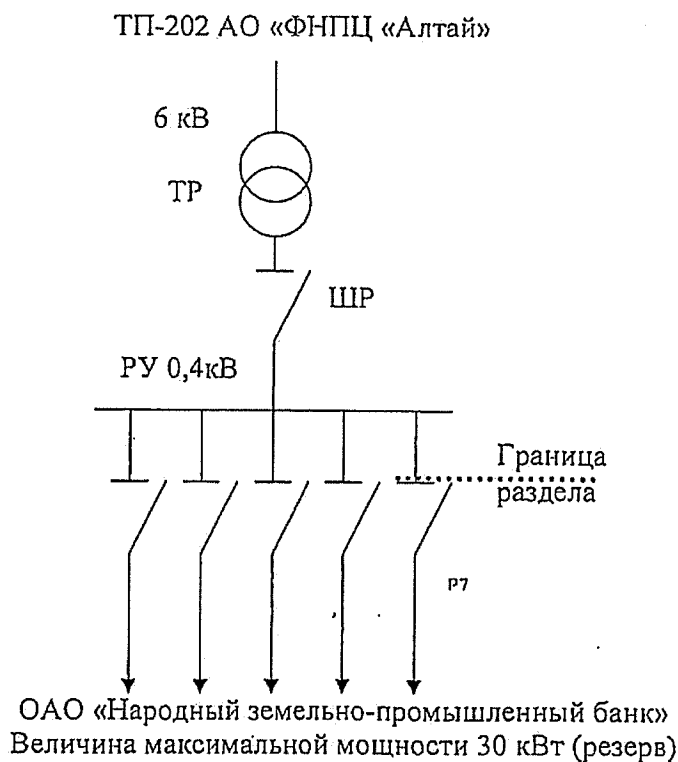 ТП-202 АО «ФНПЦ «Алтай»
6 кВ
ТР
ШР
РУ 0,4кВ
Граница
раздела
Р7
ОАО «Народный земельно-промышленный банк»
Величина максимальной мощности 30 кВт (резерв)